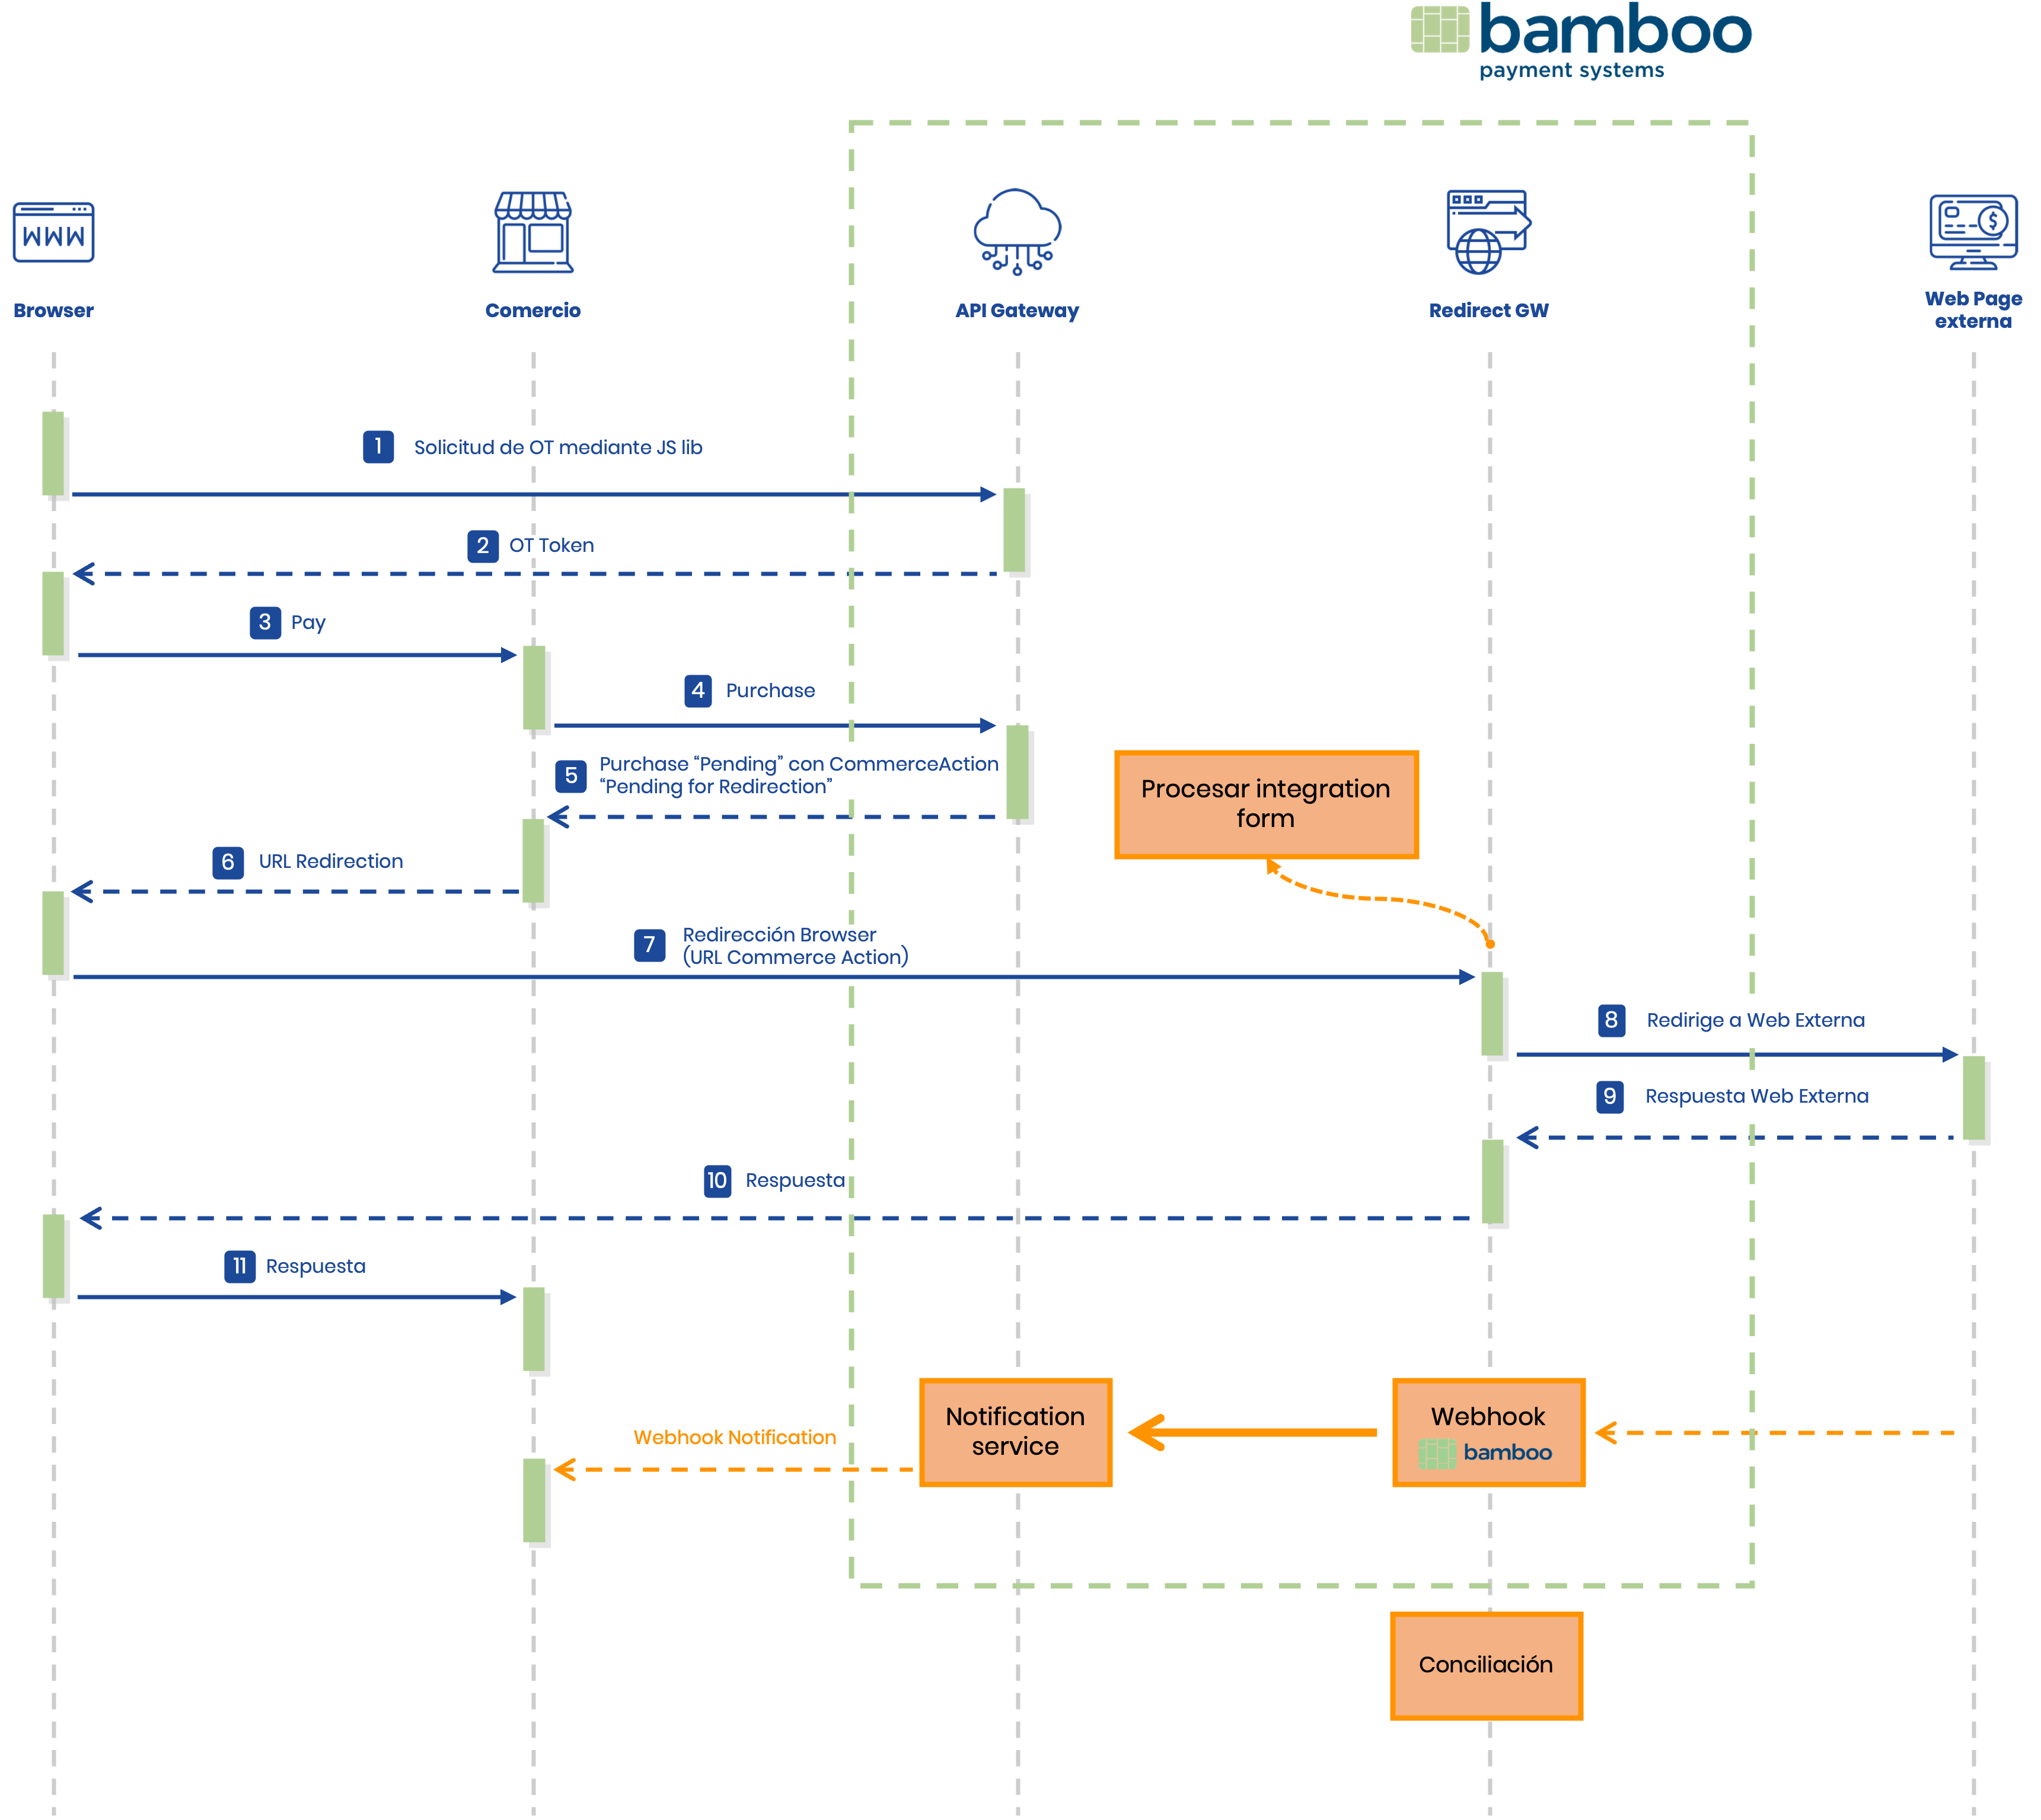 bamboo
payment systems
WWW
$
Browser
Comercio
API Gateway
Redirect GW
Web Page
externa
1 Solicitud de OT mediante JS lib
2 OT Token
3 Pay
4 Purchase
5 Purchase “Pending” con CommerceAction
“Pending for Redirection”
Procesar integration
form
6 URL Redirection
7 Redirección Browser
(URL Commerce Action)
8 Redirige a Web Externa
9 Respuesta Web Externa
10 Respuesta
11 Respuesta
Webhook Notification
Notification
service
Webhook
bamboo
Conciliación